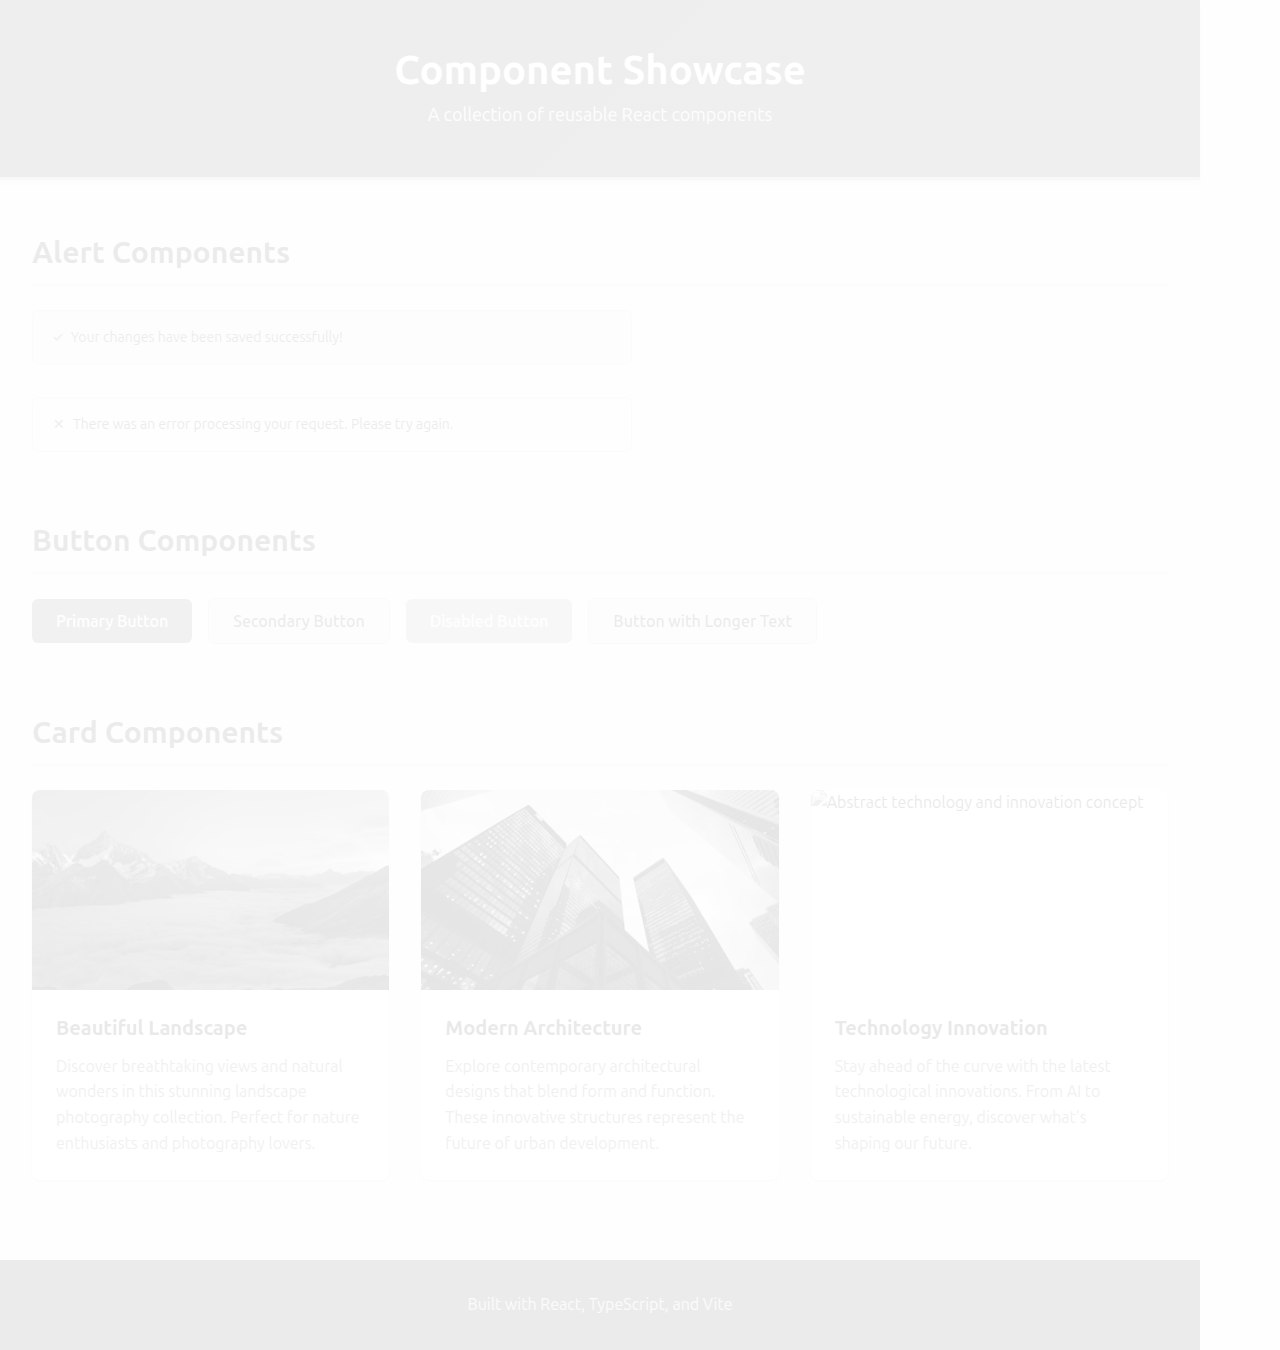 Component Showcase
A collection of reusable React components
Alert Components
✓ Your changes have been saved successfully!
✕ There was an error processing your request. Please try again.
Button Components
Primary Button
Secondary Button
Disabled Button
Button with Longer Text
Card Components
Abstract technology and innovation concept
Beautiful Landscape
Discover breathtaking views and natural
wonders in this stunning landscape
photography collection. Perfect for nature
enthusiasts and photography lovers.
Modern Architecture
Explore contemporary architectural
designs that blend form and function.
These innovative structures represent the
future of urban development.
Technology Innovation
Stay ahead of the curve with the latest
technological innovations. From AI to
sustainable energy, discover what's
shaping our future.
Built with React, TypeScript, and Vite